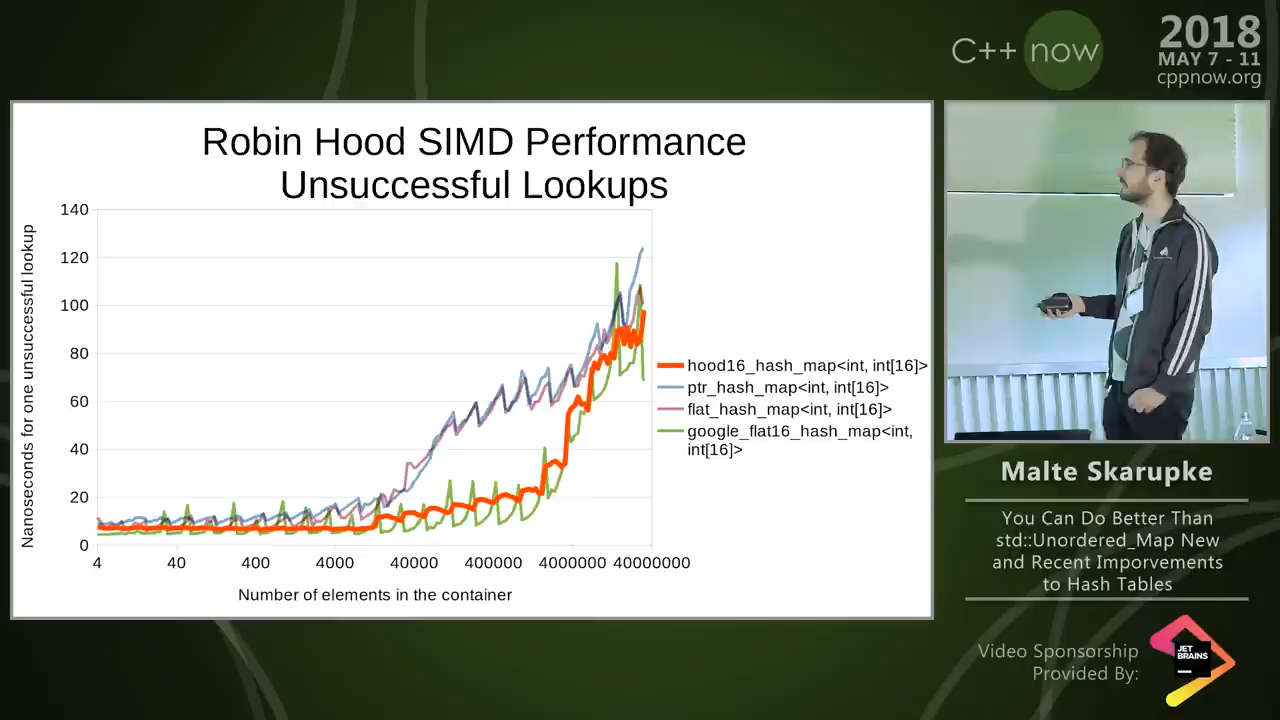 C++ now
2018
MAY 7 - 11
cppnow.org
Robin Hood SIMD Performance
Unsuccessful Lookups
Nanoseconds for one unsuccessful lookup
140
120
100
80
60
40
20
0
4 40 400 4000 40000 400000 4000000 40000000
Number of elements in the container
hood16_hash_map<int, int[16]>
ptr_hash_map<int, int[16]>
flat_hash_map<int, int[16]>
google_flat16_hash_map<int,
int[16]>
Malte Skarupke
You Can Do Better Than
std::Unordered_Map New
and Recent Imporvements
to Hash Tables
Video Sponsorship
Provided By:
JET
BRAINS